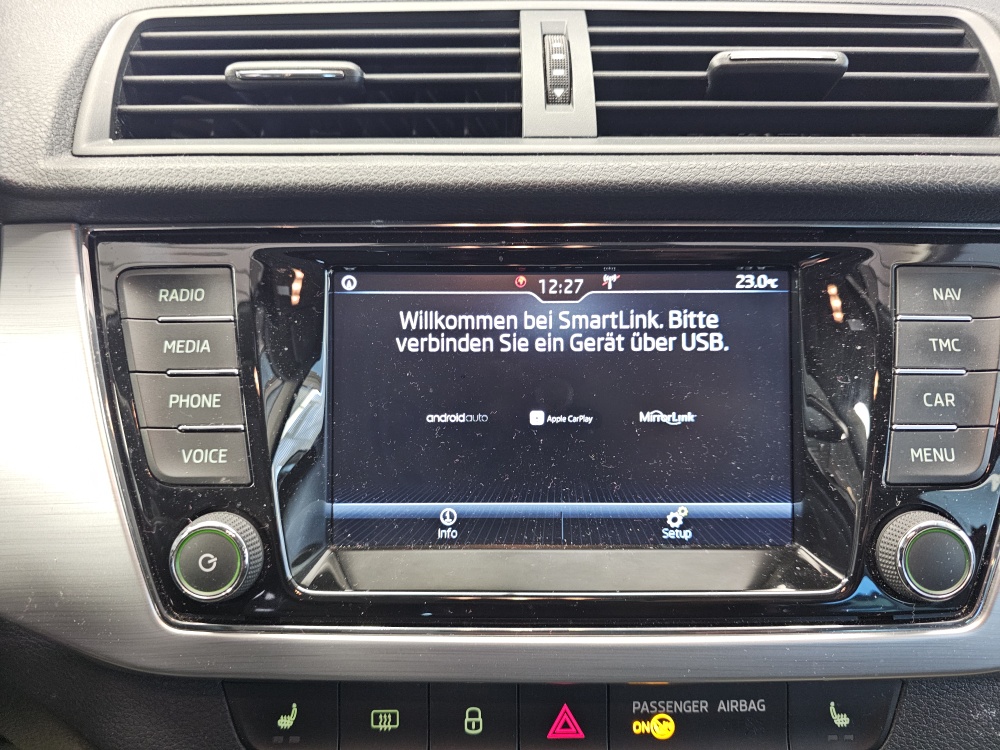 12:27
23.0°C
RADIO
MEDIA
PHONE
VOICE
Willkommen bei SmartLink. Bitte
verbinden Sie ein Gerät über USB.
androidauto
Apple CarPlay
MirrorLink
Info
Setup
NAV
TMC
CAR
MENU
PASSENGER AIRBAG
ON